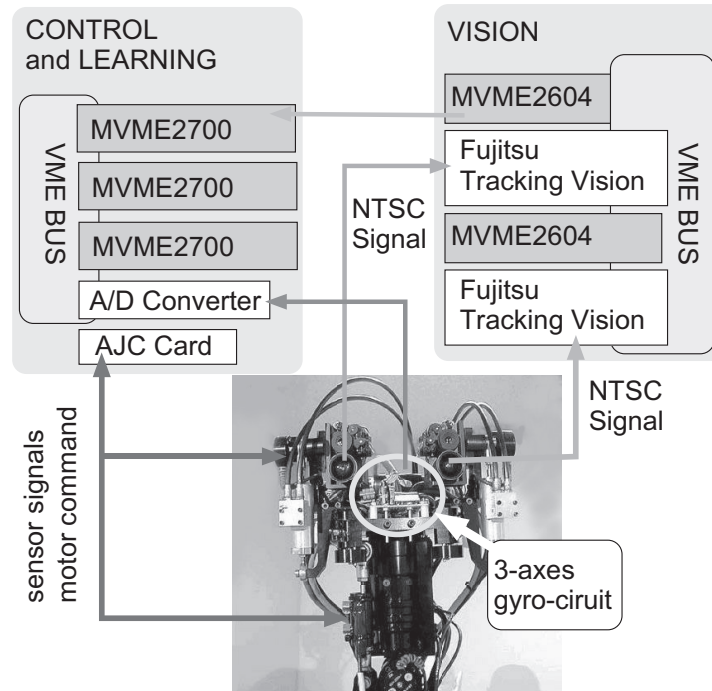 CONTROL
and LEARNING
VME BUS
MVME2700
MVME2700
MVME2700
A/D Converter
AJC Card
VISION
MVME2604
Fujitsu
Tracking Vision
MVME2604
Fujitsu
Tracking Vision
VME BUS
NTSC
Signal
NTSC
Signal
sensor signals
motor command
3-axes
gyro-ciruit